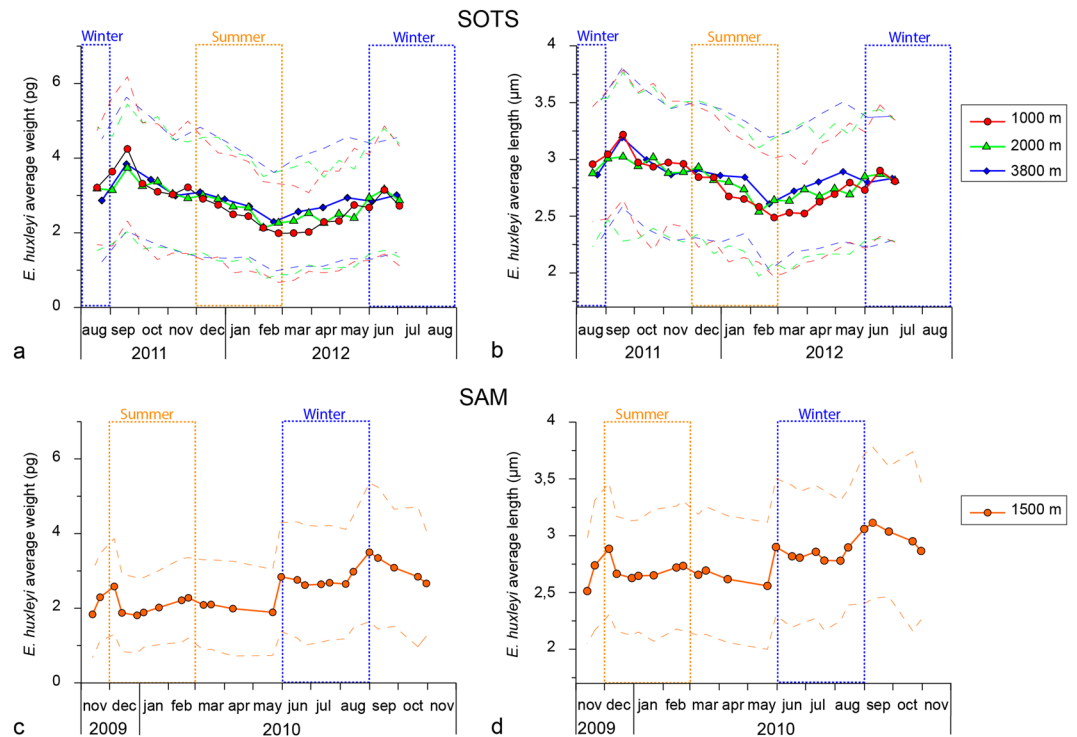 SOTS
Winter Summer Winter
E. huxleyi average weight (pg)
6
4
2
0
aug sep oct nov dec jan feb mar apr may jun jul aug
2011 2012
a
Winter Summer Winter
E. huxleyi average length (µm)
4
3.5
3
2.5
2
aug sep oct nov dec jan feb mar apr may jun jul aug
2011 2012
b
1000 m
2000 m
3800 m
SAM
Summer Winter
E. huxleyi average weight (pg)
6
4
2
0
nov dec jan feb mar apr may jun jul aug sep oct nov
2009 2010
c
Summer Winter
E. huxleyi average length (µm)
4
3,5
3
2,5
2
nov dec jan feb mar apr may jun jul aug sep oct nov
2009 2010
d
1500 m